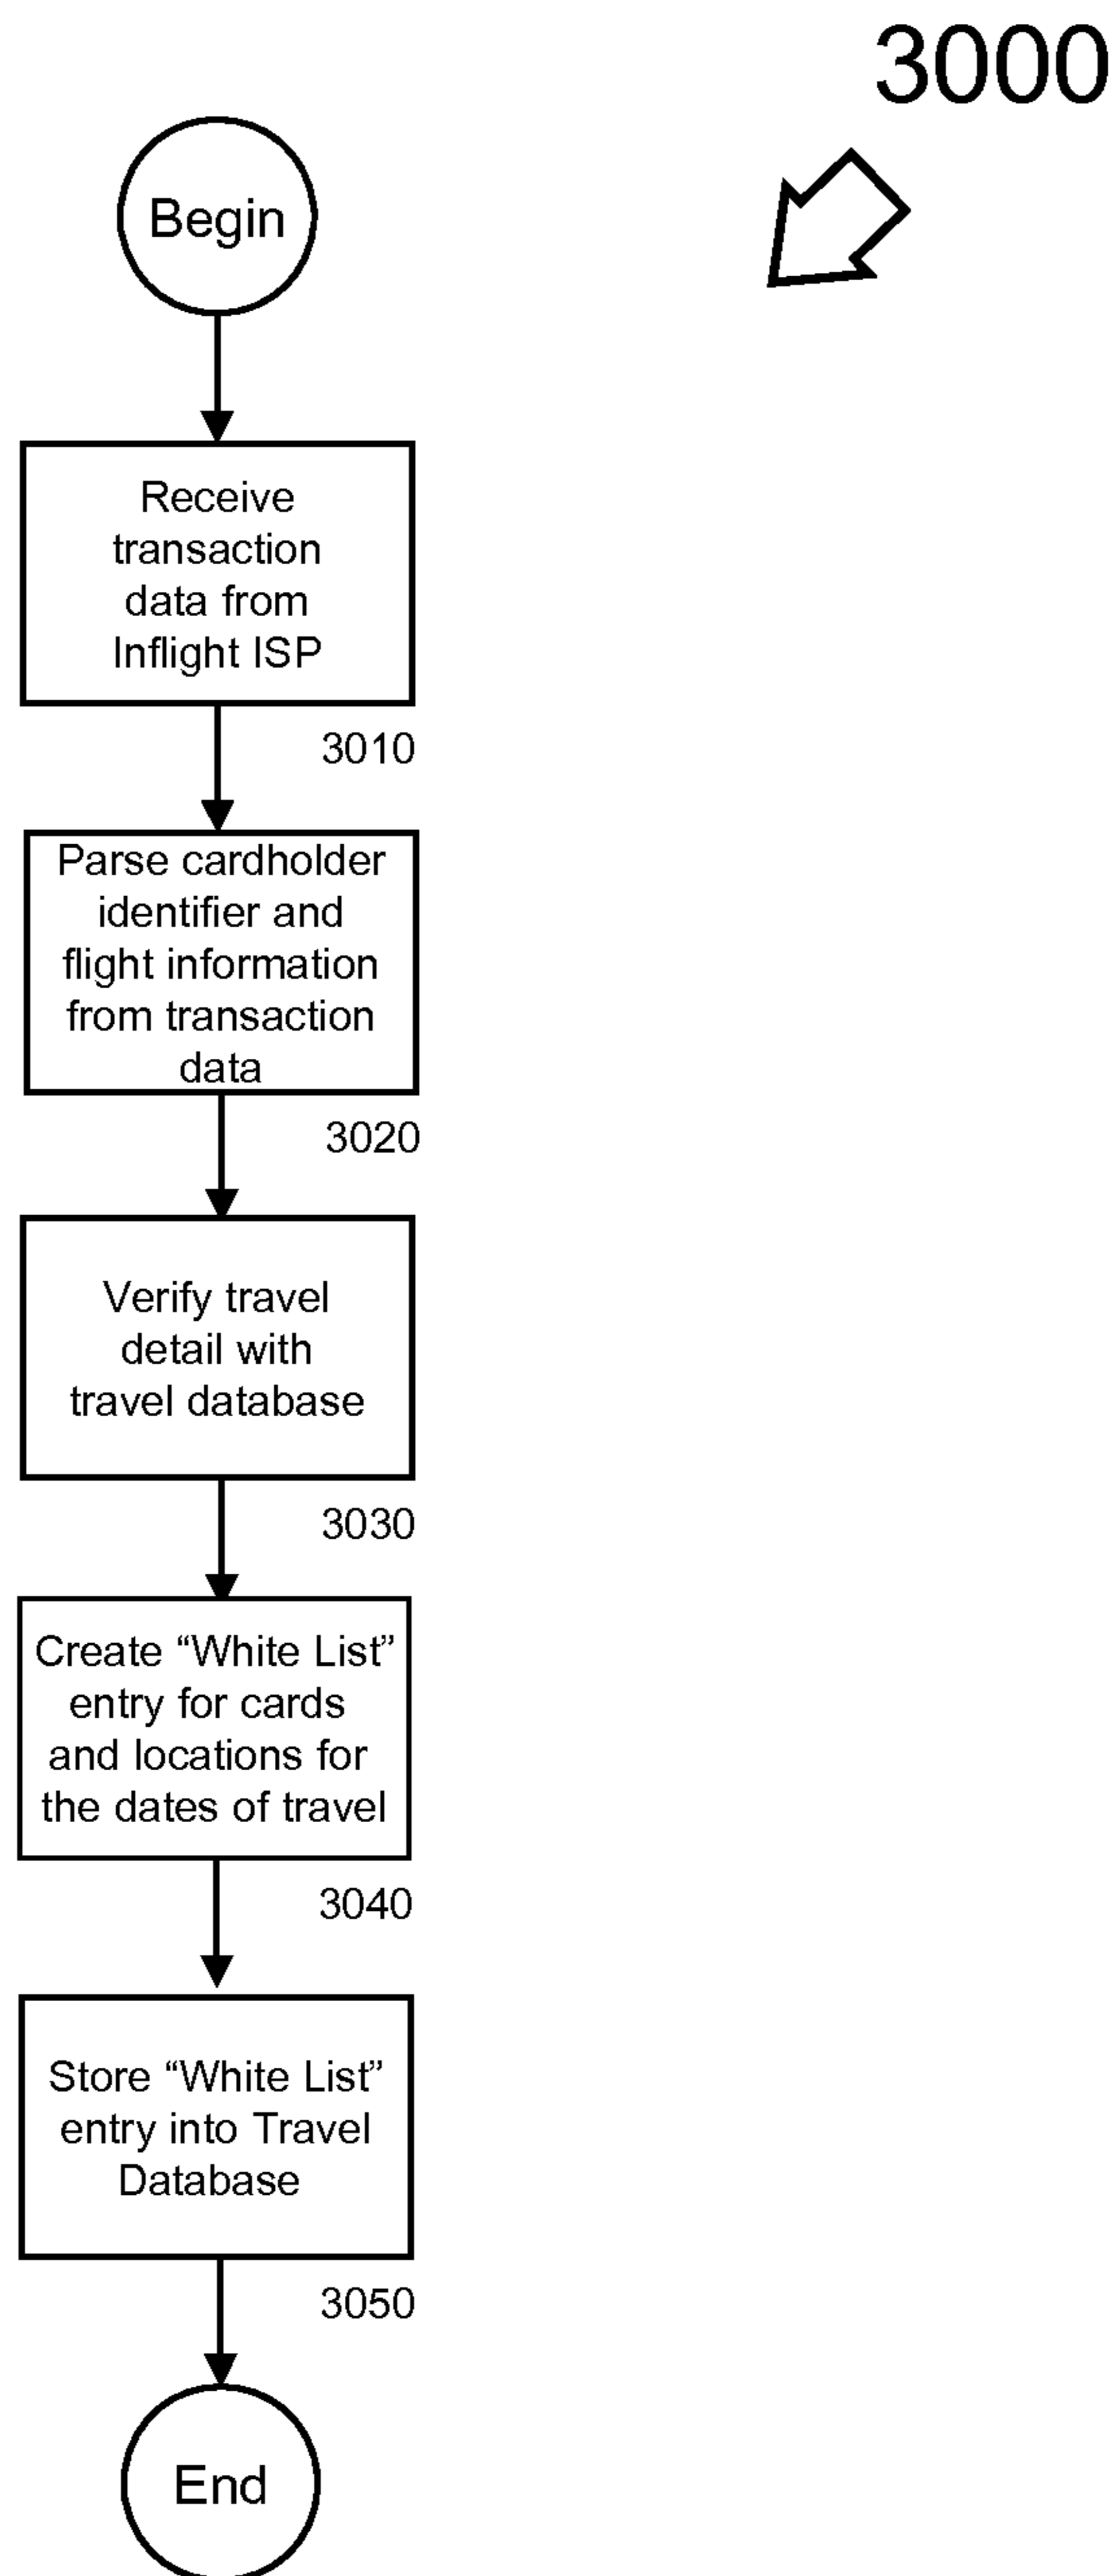 3000
Begin
Receive
transaction
data from
Inflight ISP
3010
Parse cardholder
identifier and
flight information
from transaction
data
3020
Verify travel
detail with
travel database
3030
Create “White List”
entry for cards
and locations for
the dates of travel
3040
Store “White List”
entry into Travel
Database
3050
End